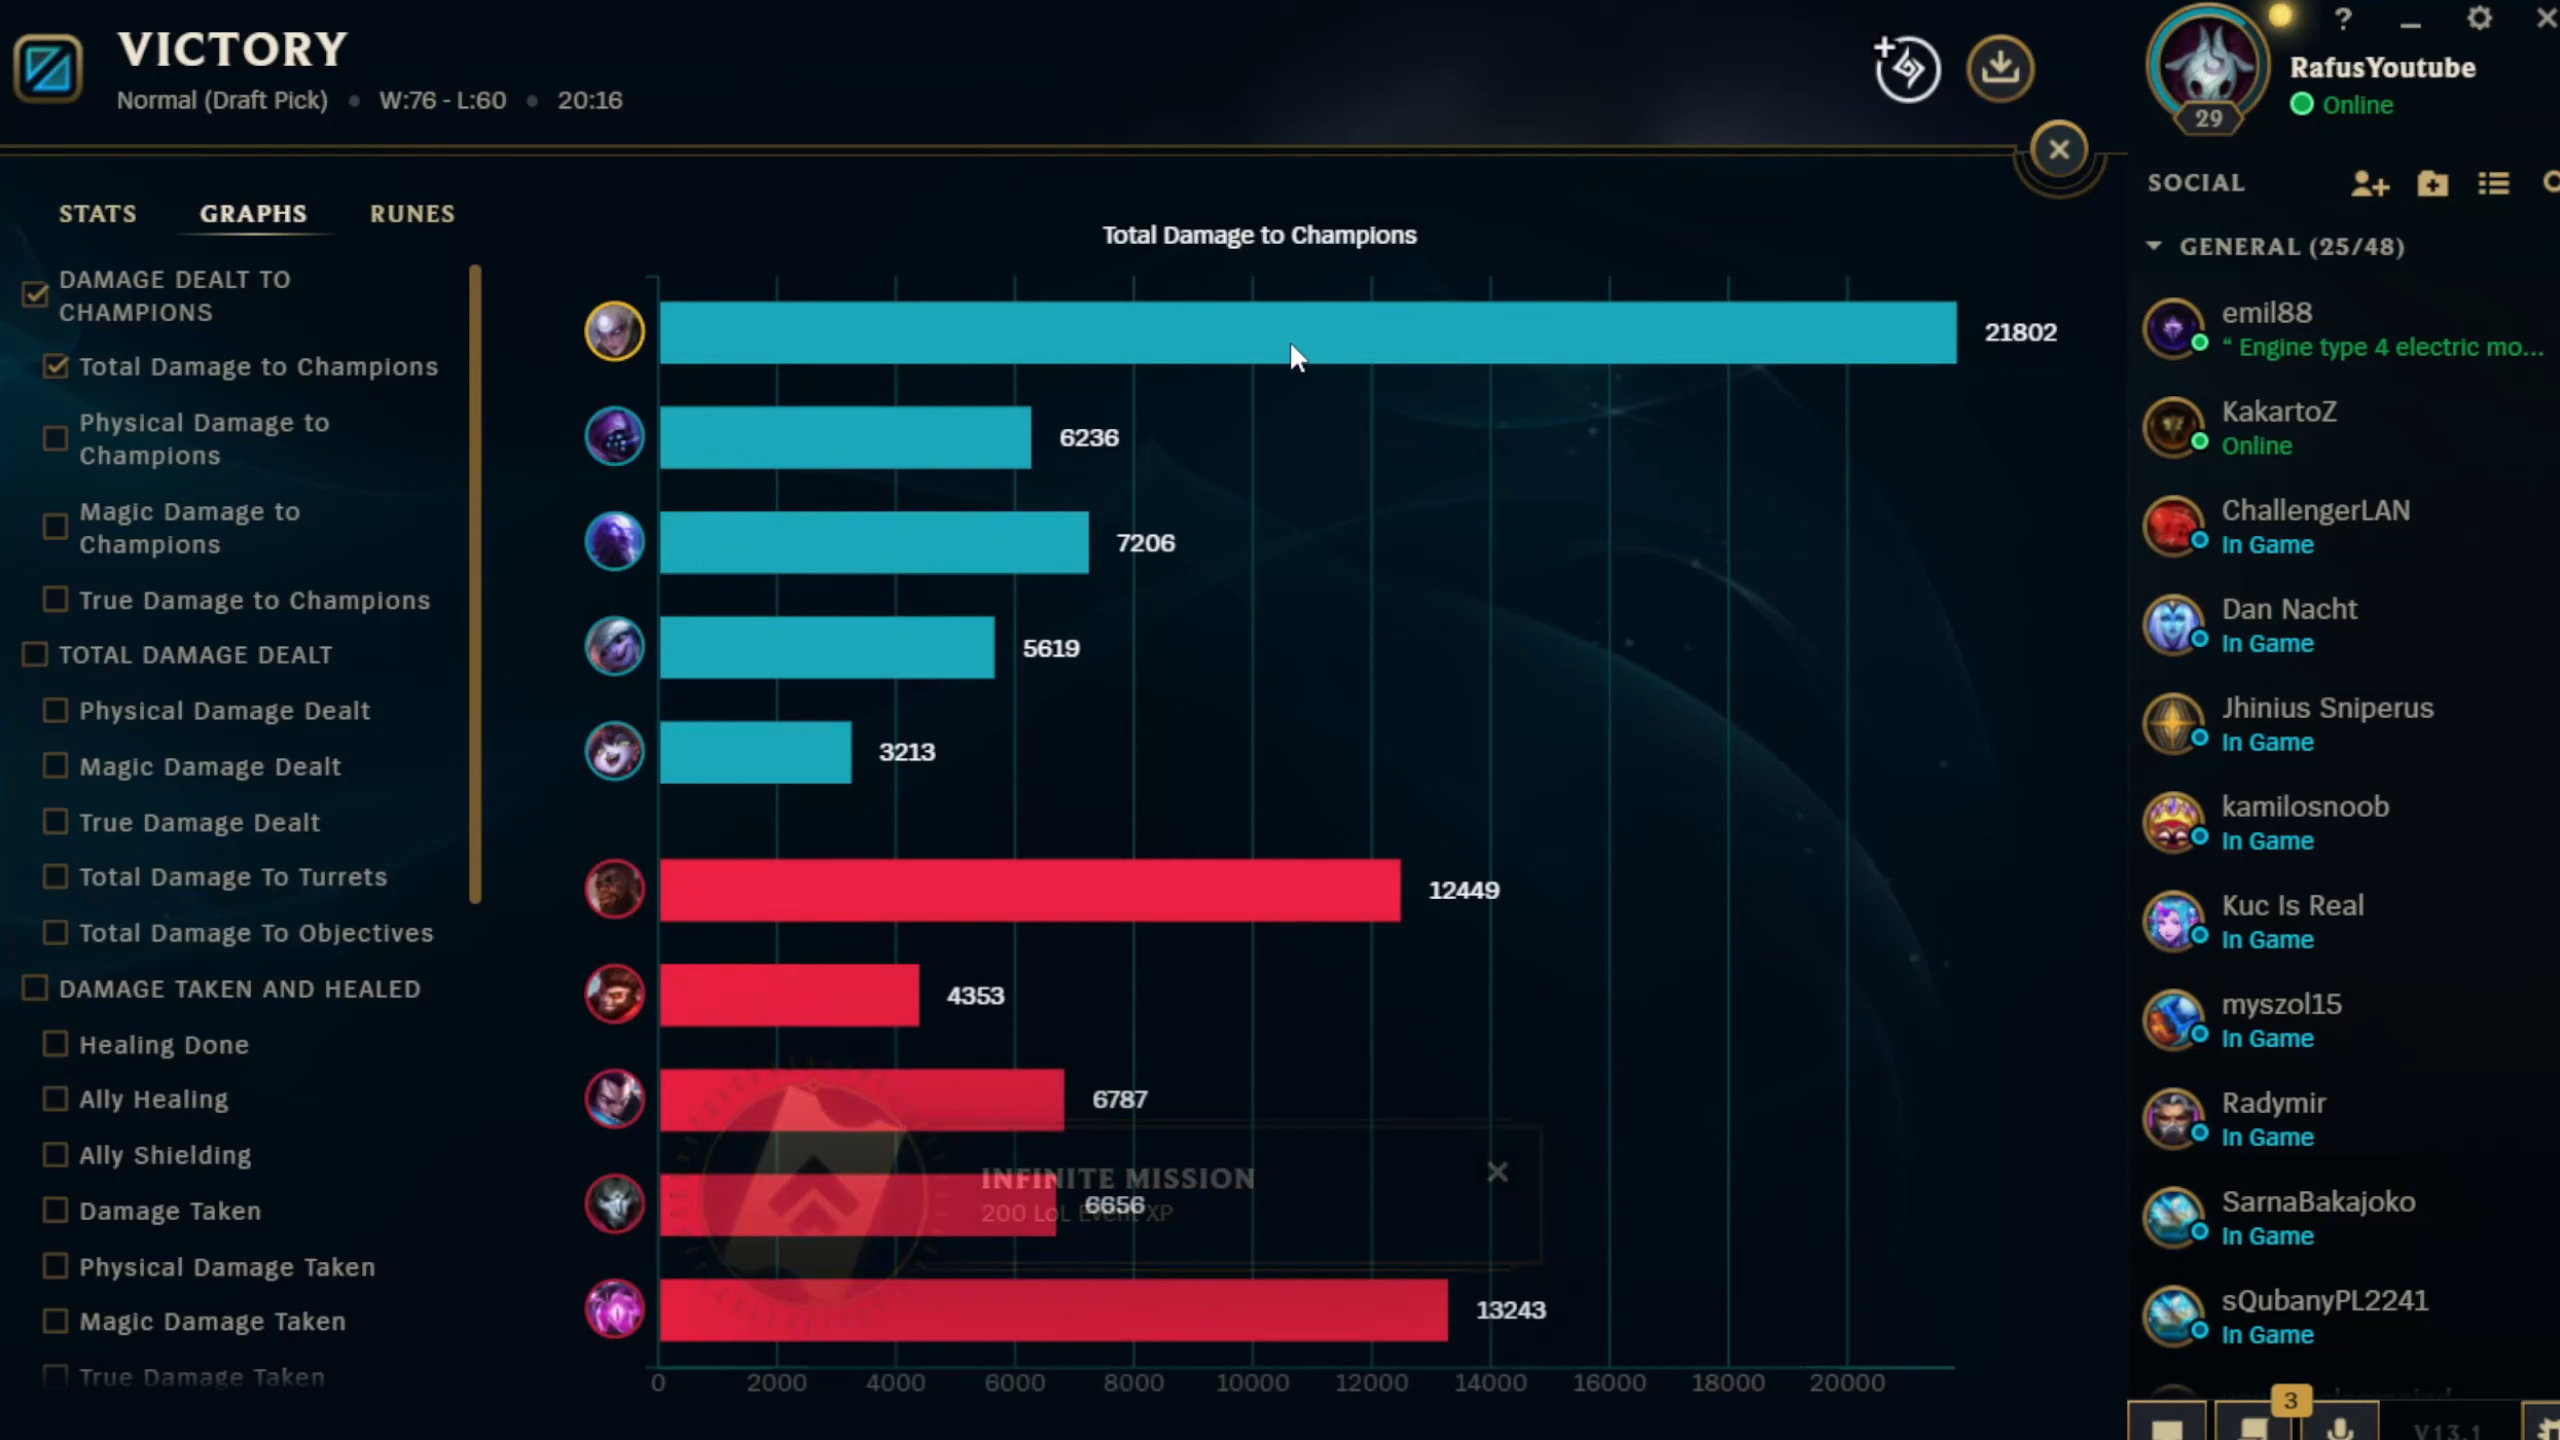 VICTORY
Normal (Draft Pick) • W:76 - L:60 • 20:16
STATS GRAPHS RUNES
DAMAGE DEALT TO
CHAMPIONS
Total Damage to Champions
Physical Damage to
Champions
Magic Damage to
Champions
True Damage to Champions
TOTAL DAMAGE DEALT
Physical Damage Dealt
Magic Damage Dealt
True Damage Dealt
Total Damage To Turrets
Total Damage To Objectives
DAMAGE TAKEN AND HEALED
Healing Done
Ally Healing
Ally Shielding
Damage Taken
Physical Damage Taken
Magic Damage Taken
True Damage Taken
Total Damage to Champions
21802
6236
7206
5619
3213
12449
4353
6787
6656
13243
INFINITE MISSION
200 LoL Event XP
0 2000 4000 6000 8000 10000 12000 14000 16000 18000 20000
?
29
RafusYoutube
Online
SOCIAL
GENERAL (25/48)
emil88
“ Engine type 4 electric mo...
KakartoZ
Online
ChallengerLAN
In Game
Dan Nacht
In Game
Jhinius Sniperus
In Game
kamilosnoob
In Game
Kuc Is Real
In Game
myszol15
In Game
Radymir
In Game
SarnaBakajoko
In Game
sQubanyPL2241
In Game
3
V13.1